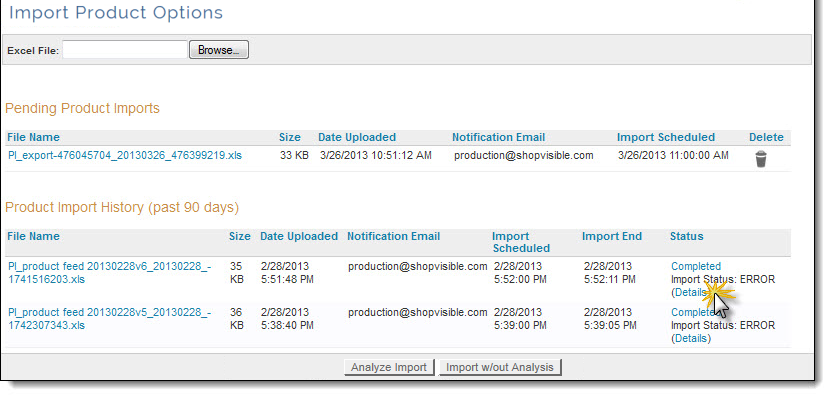 Import Product Options
Excel File: Browse...
Pending Product Imports
File Name Size Date Uploaded Notification Email Import Scheduled Delete
PI_export-476045704_20130326_476399219.xls 33 KB 3/26/2013 10:51:12 AM production@shopvisible.com 3/26/2013 11:00:00 AM
Product Import History (past 90 days)
File Name Size Date Uploaded Notification Email Import Scheduled Import End Status
PI_product feed 20130228v6_20130228_- 35 2/28/2013 production@shopvisible.com 2/28/2013 2/28/2013 Completed
1741516203.xls KB 5:51:48 PM 5:52:00 PM 5:52:11 PM Import Status: ERROR
(Details)
PI_product feed 20130228v5_20130228_- 36 2/28/2013 production@shopvisible.com 2/28/2013 2/28/2013 Completed
1742307343.xls KB 5:38:40 PM 5:39:00 PM 5:39:05 PM Import Status: ERROR
(Details)
Analyze Import Import w/out Analysis